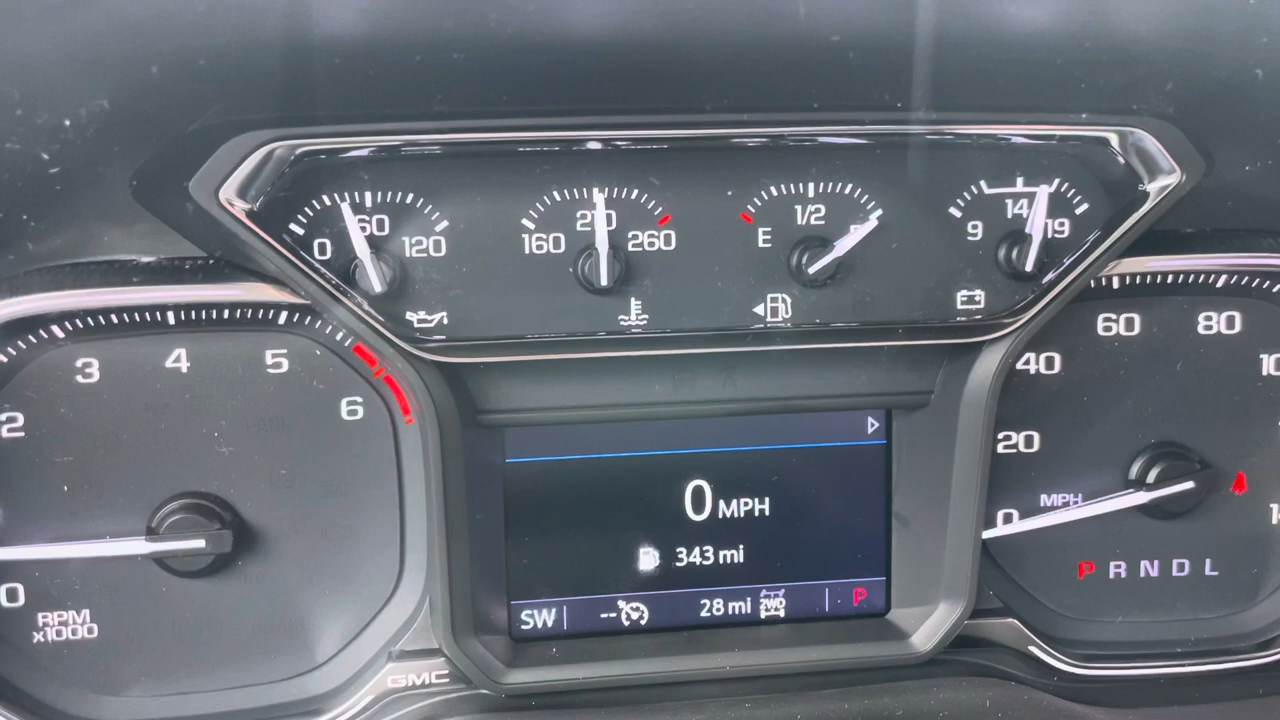 0 60 120
160 210 260
E 1/2
9 14 19
2 3 4 5 6
0
RPM
x1000
GMC
0 MPH
343 mi
SW -- 28 mi 2WD P
0 20 40 60 80
MPH
P R N D L